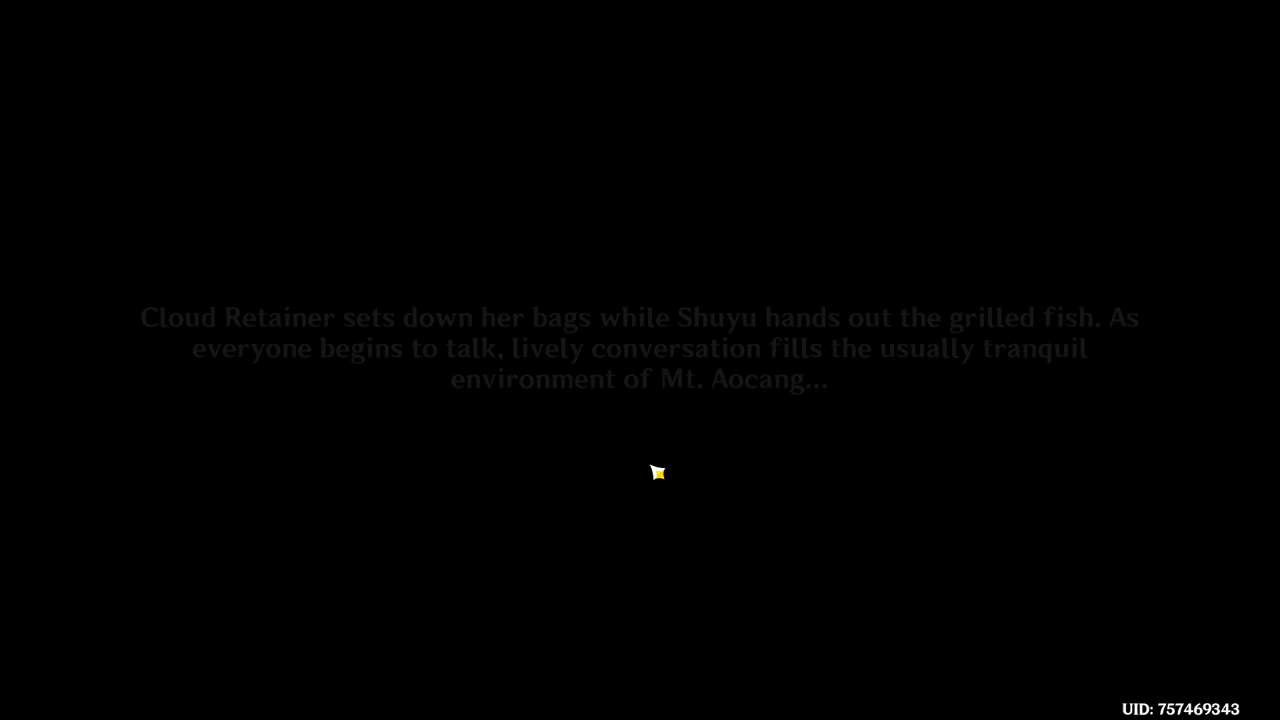 Cloud Retainer sets down her bags while Shuyu hands out the grilled fish. As
everyone begins to talk, lively conversation fills the usually tranquil
environment of Mt. Aocang...
UID: 757469343